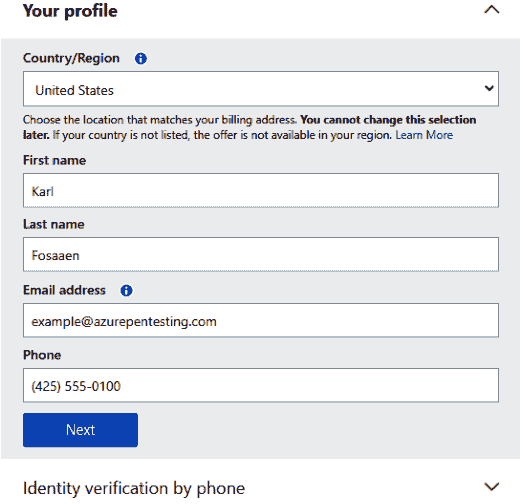 Your profile
Country/Region
United States
Choose the location that matches your billing address. You cannot change this selection
later. If your country is not listed, the offer is not available in your region. Learn More
First name
Karl
Last name
Fosaaen
Email address
example@azurepentesting.com
Phone
(425) 555-0100
Next
Identity verification by phone